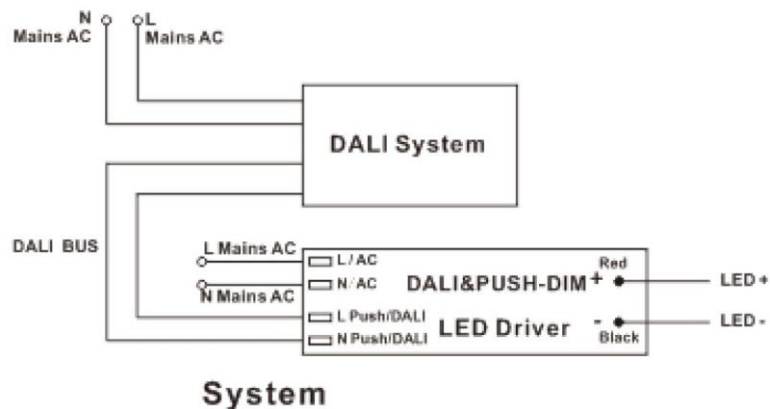 N L
Mains AC Mains AC
DALI System
DALI BUS
L Mains AC
N Mains AC
L / AC
N/AC
L Push/DALI
N Push/DALI
DALI&PUSH-DIM
LED Driver
Red
+
-
Black
LED +
LED -
System